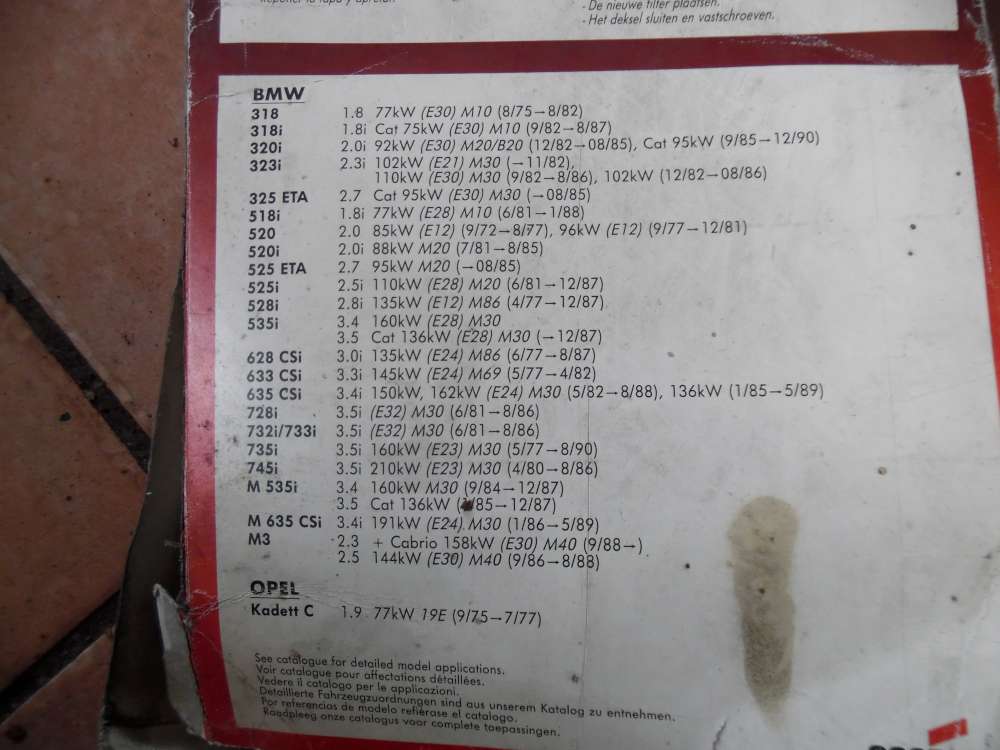 - De nieuwe filter plaatsen.
- Het deksel sluiten en vastschroeven.
BMW
318 1.8 77kW (E30) M10 (8/75→8/82)
318i 1.8i Cat 75kW (E30) M10 (9/82→8/87)
320i 2.0i 92kW (E30) M20/B20 (12/82→08/85), Cat 95kW (9/85→12/90)
323i 2.3i 102kW (E21) M30 (→11/82),
110kW (E30) M30 (9/82→8/86), 102kW (12/82→08/86)
325 ETA 2.7 Cat 95kW (E30) M30 (→08/85)
518i 1.8i 77kW (E28) M10 (6/81→1/88)
520 2.0 85kW (E12) (9/72→8/77), 96kW (E12) (9/77→12/81)
520i 2.0i 88kW M20 (7/81→8/85)
525 ETA 2.7 95kW M20 (→08/85)
525i 2.5i 110kW (E28) M20 (6/81→12/87)
528i 2.8i 135kW (E12) M86 (4/77→12/87)
535i 3.4 160kW (E28) M30
3.5 Cat 136kW (E28) M30 (→12/87)
628 CSi 3.0i 135kW (E24) M86 (6/77→8/87)
633 CSi 3.3i 145kW (E24) M69 (5/77→4/82)
635 CSi 3.4i 150kW, 162kW (E24) M30 (5/82→8/88), 136kW (1/85→5/89)
728i 3.5i (E32) M30 (6/81→8/86)
732i/733i 3.5i (E32) M30 (6/81→8/86)
735i 3.5i 160kW (E23) M30 (5/77→8/90)
745i 3.5i 210kW (E23) M30 (4/80→8/86)
M 535i 3.4 160kW M30 (9/84→12/87)
3.5 Cat 136kW /85→12/87)
M 635 CSi 3.4i 191kW (E24) M30 (1/86→5/89)
M3 2.3 + Cabrio 158kW (E30) M40 (9/88→)
2.5 144kW (E30) M40 (9/86→8/88)
OPEL
Kadett C 1.9 77kW 19E (9/75→7/77)
See catalogue for detailed model applications.
Voir catalogue pour affectations détaillées.
Vedere il catalogo per le applicazioni.
Detaillierte Fahrzeugzuordnungen sind aus unserem Katalog zu entnehmen.
Por referencias de modelo refiérase el catalogo.
Raadpleeg onze catalogus voor complete toepassingen.